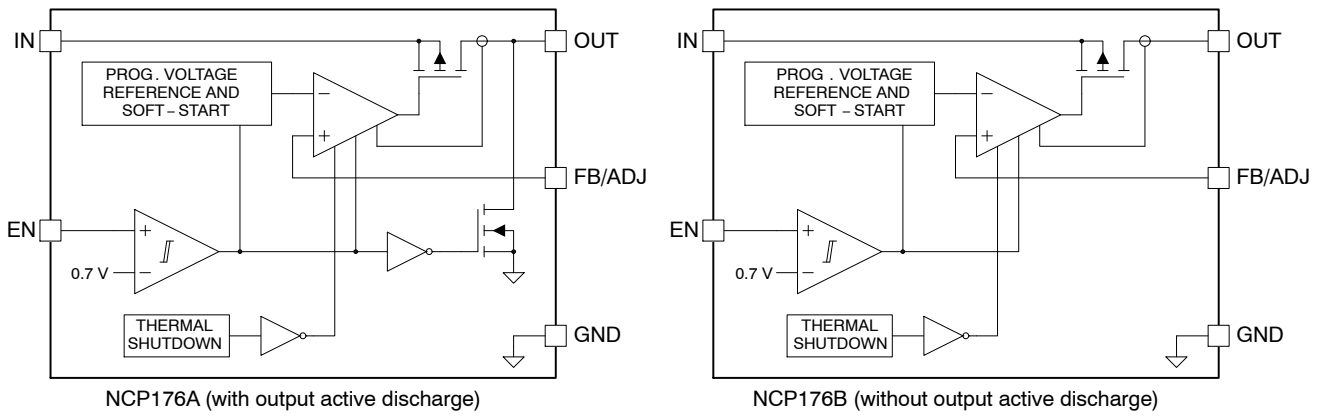 IN
OUT
PROG . VOLTAGE
REFERENCE AND
SOFT – START
−
+
FB/ADJ
EN
+
0.7 V
−
THERMAL
SHUTDOWN
GND
NCP176A (with output active discharge)
IN
OUT
PROG . VOLTAGE
REFERENCE AND
SOFT – START
−
+
FB/ADJ
EN
+
0.7 V
−
THERMAL
SHUTDOWN
GND
NCP176B (without output active discharge)